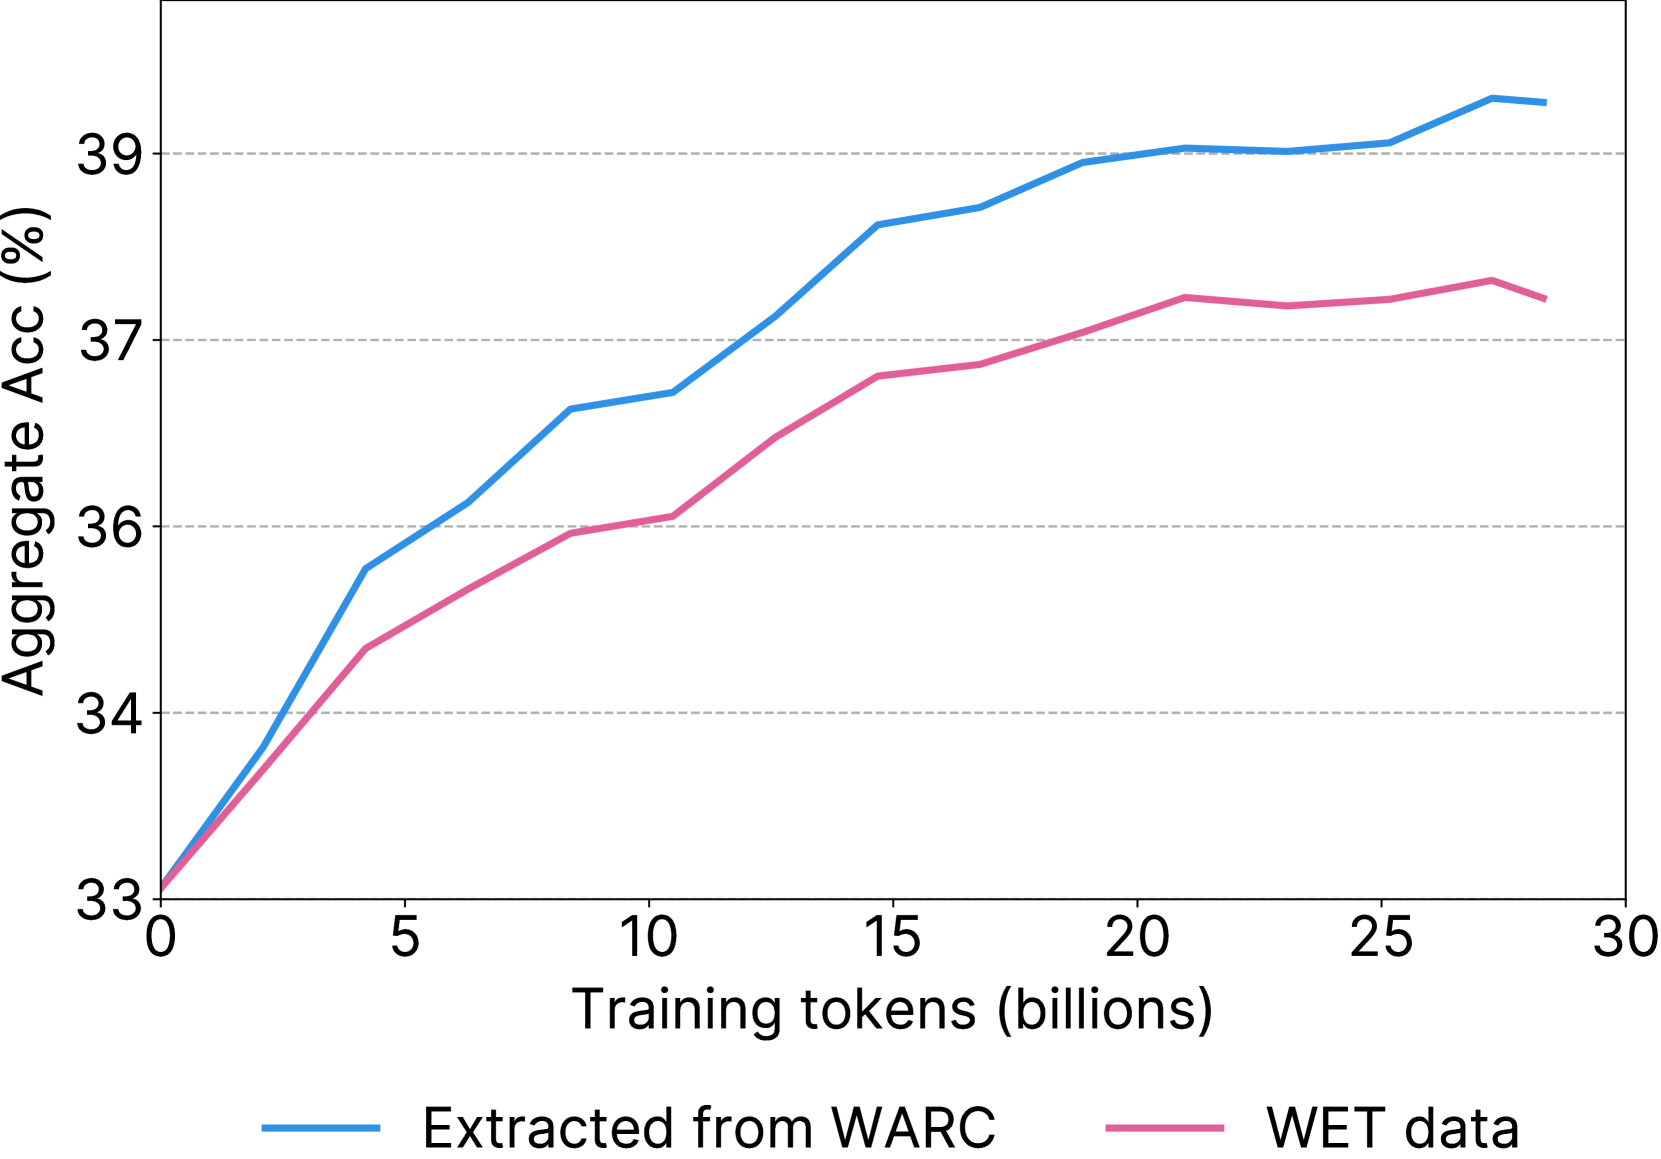 39
37
36
34
33
Aggregate Acc (%)
0 5 10 15 20 25 30
Training tokens (billions)
Extracted from WARC WET data